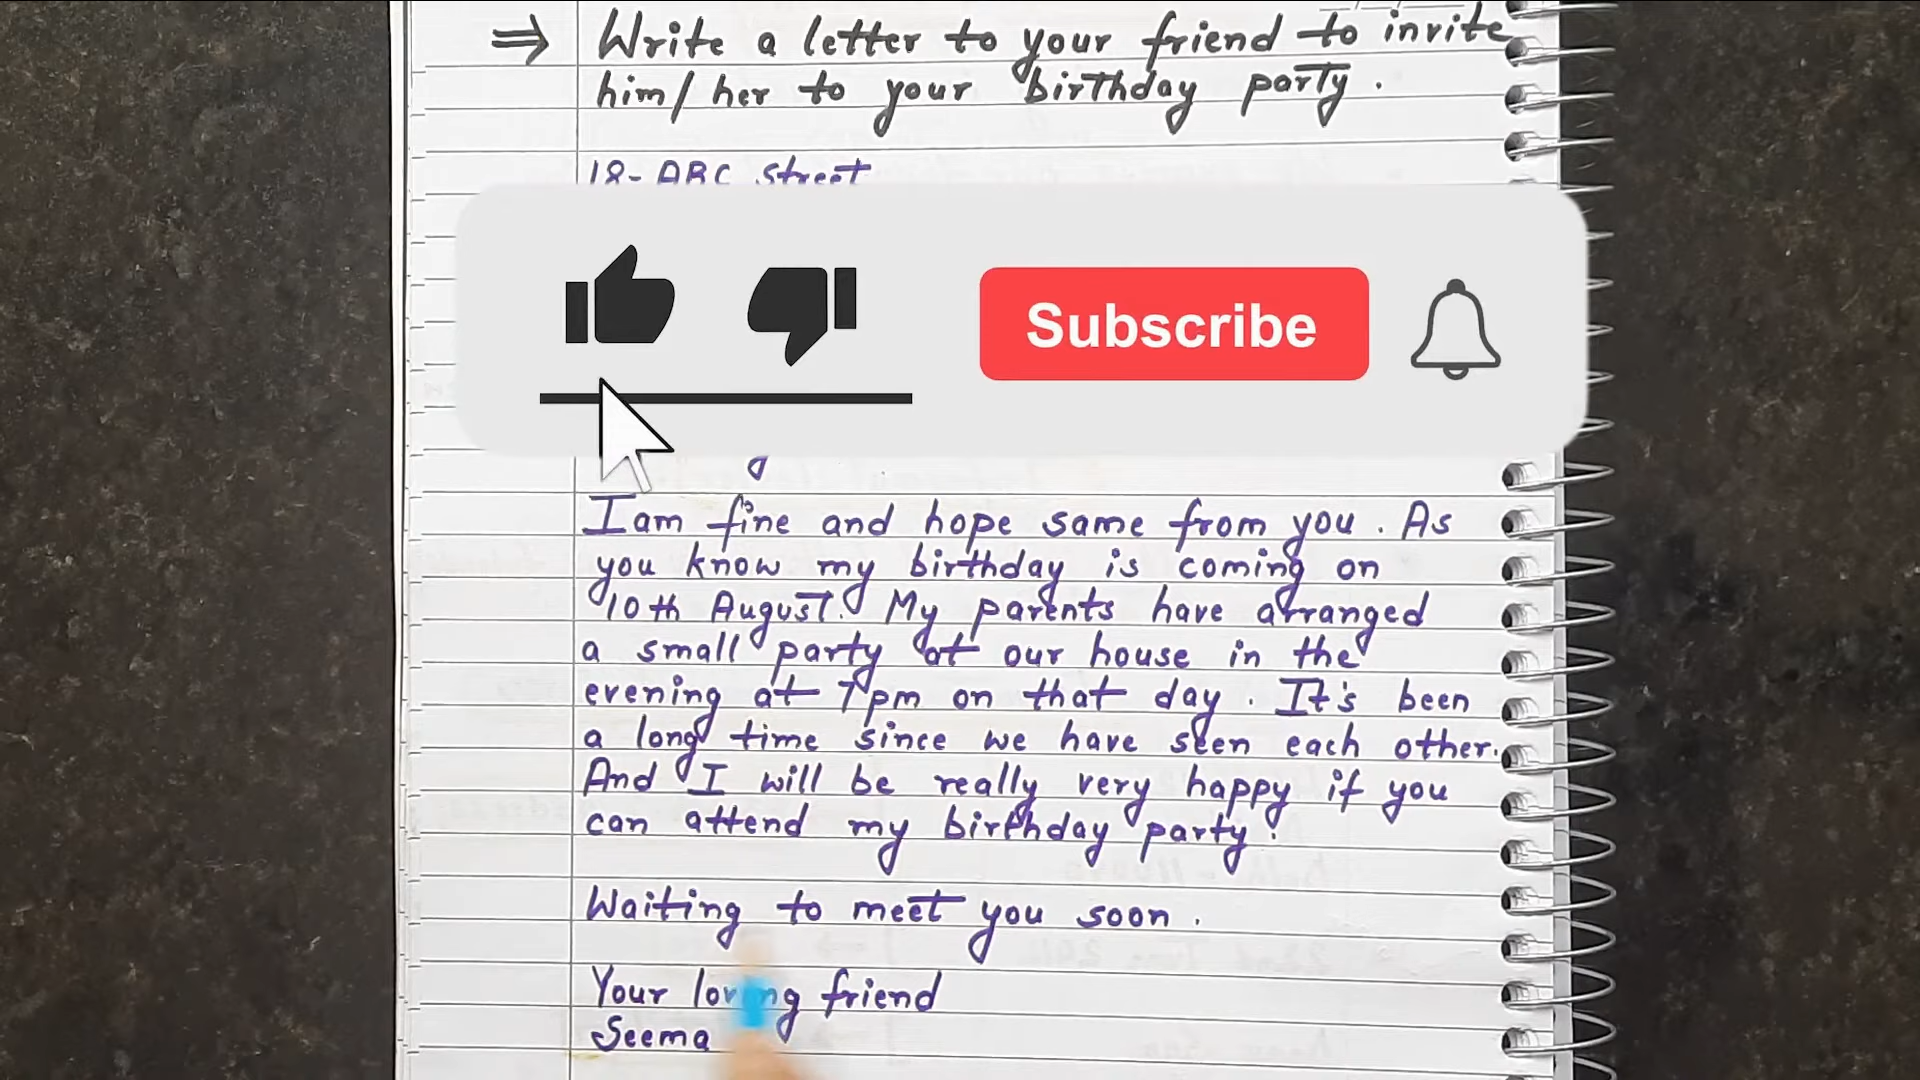 ⇒ Write a letter to your friend to invite
him/her to your birthday party.
18- ABC street
Subscribe
I am fine and hope same from you. As
you know my birthday is coming on
10th August. My parents have arranged
a small party at our house in the
evening at 7pm on that day. It's been
a long time since we have seen each other.
And I will be really very happy if you
can attend my birthday party.
Waiting to meet you soon.
Your loving friend
Seema